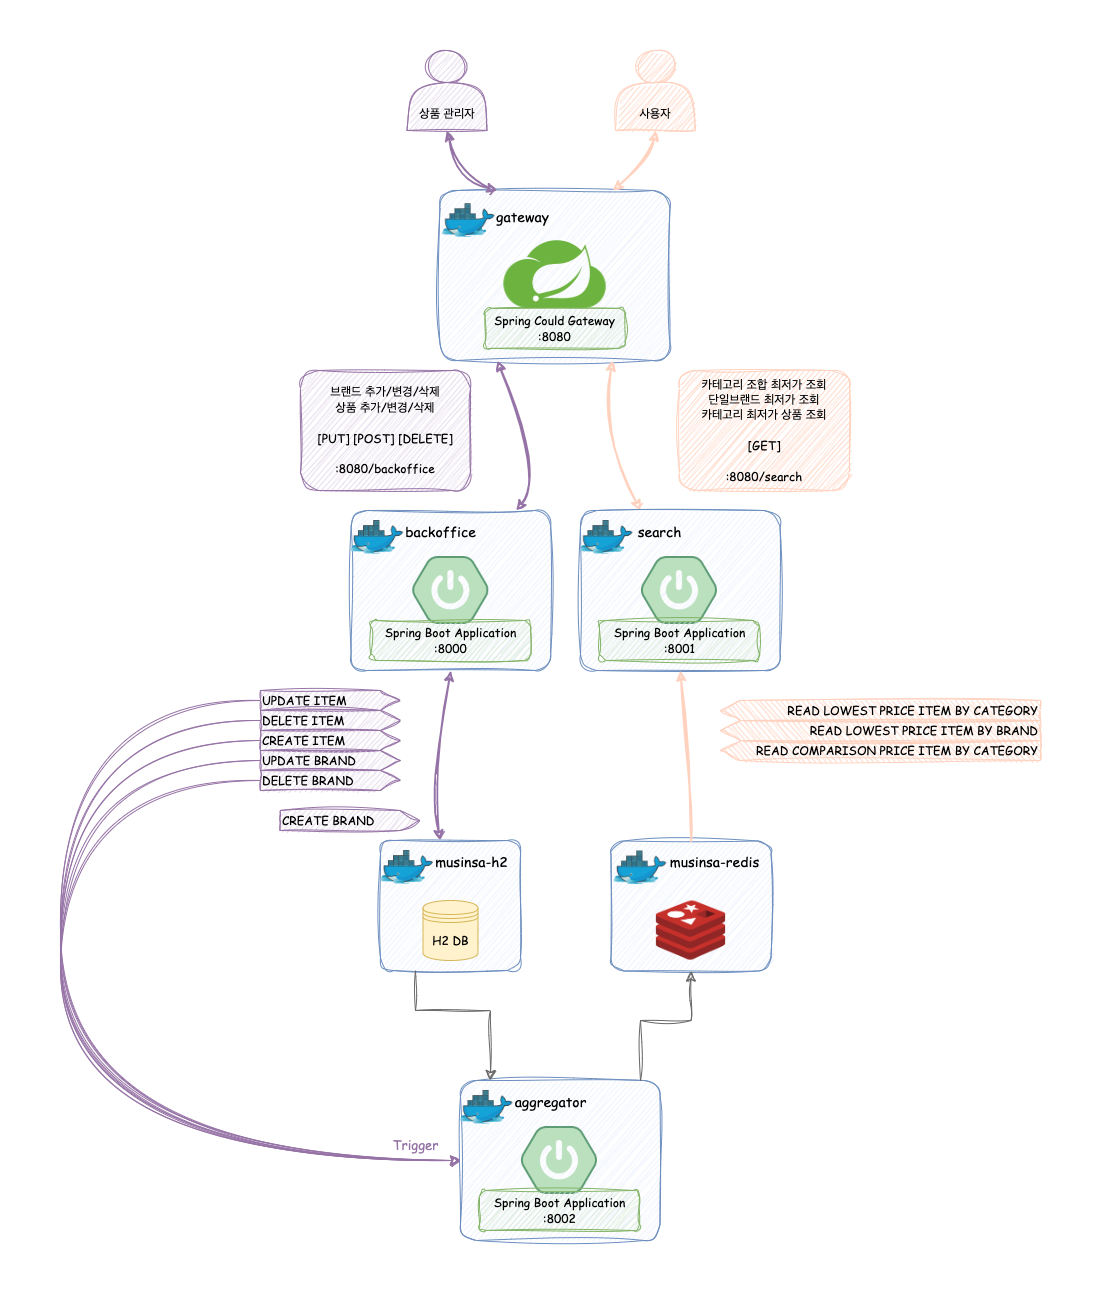 상품 관리자
사용자
gateway
Spring Could Gateway
:8080
브랜드 추가/변경/삭제
상품 추가/변경/삭제
[PUT] [POST] [DELETE]
:8080/backoffice
카테고리 조합 최저가 조회
단일브랜드 최저가 조회
카테고리 최저가 상품 조회
[GET]
:8080/search
backoffice
Spring Boot Application
:8000
search
Spring Boot Application
:8001
UPDATE ITEM
DELETE ITEM
CREATE ITEM
UPDATE BRAND
DELETE BRAND
CREATE BRAND
READ LOWEST PRICE ITEM BY CATEGORY
READ LOWEST PRICE ITEM BY BRAND
READ COMPARISON PRICE ITEM BY CATEGORY
musinsa-h2
H2 DB
musinsa-redis
Trigger
aggregator
Spring Boot Application
:8002